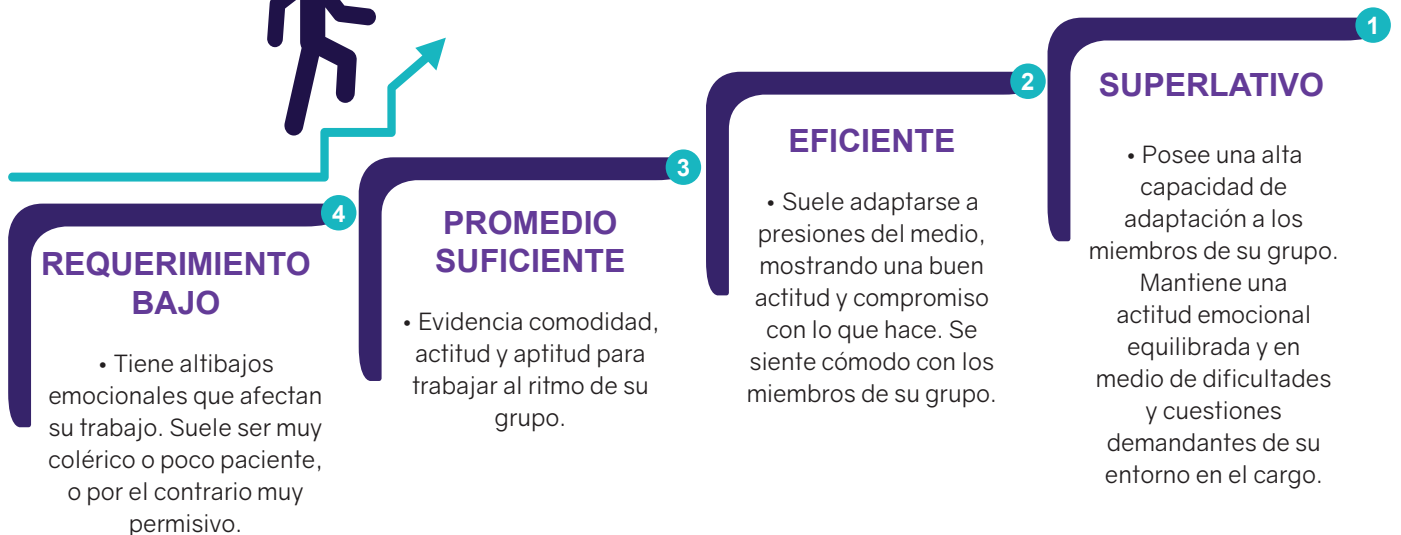 4
REQUERIMIENTO
BAJO
• Tiene altibajos
emocionales que afectan
su trabajo. Suele ser muy
colérico o poco paciente,
o por el contrario muy
permisivo.
3
PROMEDIO
SUFICIENTE
• Evidencia comodidad,
actitud y aptitud para
trabajar al ritmo de su
grupo.
2
EFICIENTE
• Suele adaptarse a
presiones del medio,
mostrando una buen
actitud y compromiso
con lo que hace. Se
siente cómodo con los
miembros de su grupo.
1
SUPERLATIVO
• Posee una alta
capacidad de
adaptación a los
miembros de su grupo.
Mantiene una
actitud emocional
equilibrada y en
medio de dificultades
y cuestiones
demandantes de su
entorno en el cargo.